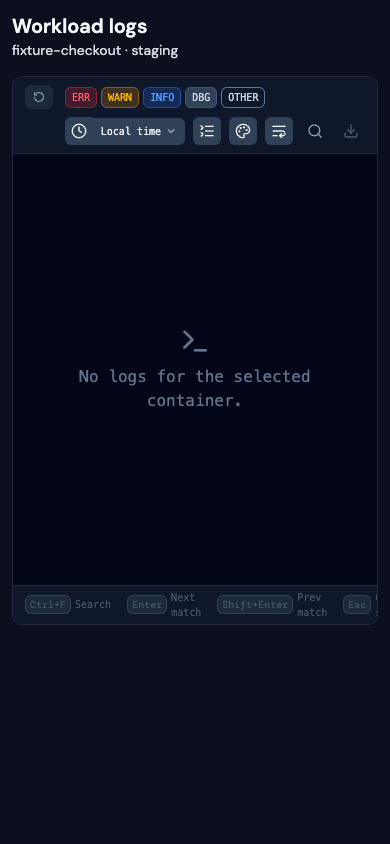 Workload logs
fixture-checkout · staging
ERR WARN INFO DBG OTHER
Local time
No logs for the selected
container.
Ctrl+F Search Enter Next match Shift+Enter Prev match Esc